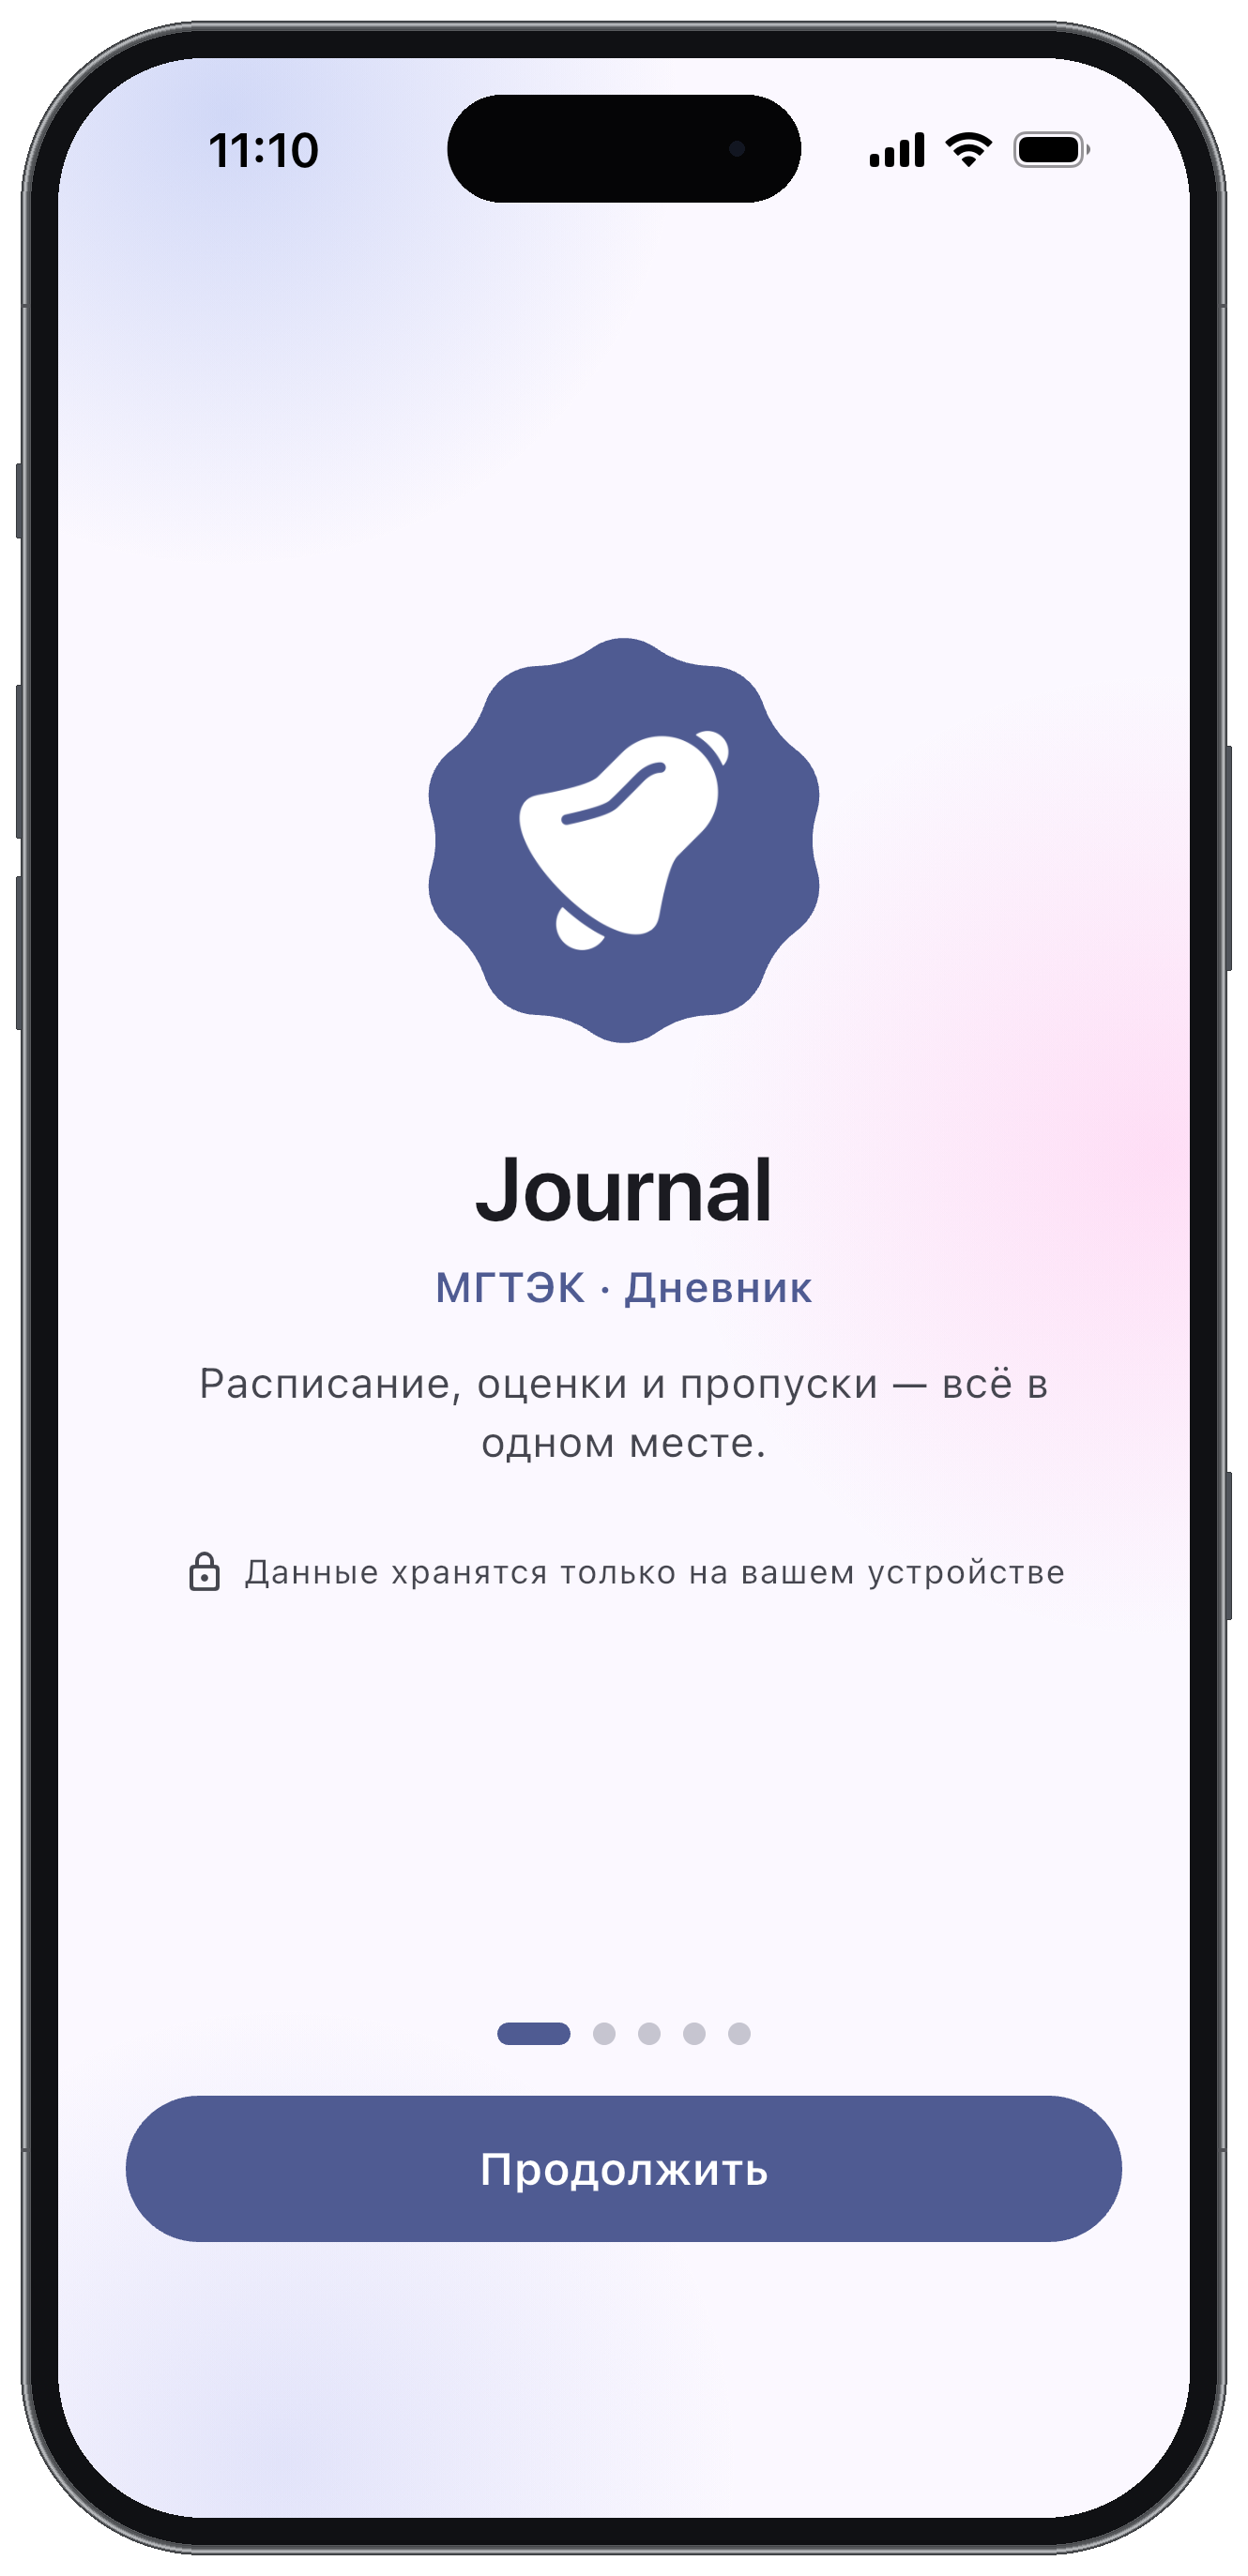 11:10
Journal
МГТЭК · Дневник
Расписание, оценки и пропуски — всё в
одном месте.
Данные хранятся только на вашем устройстве
Продолжить